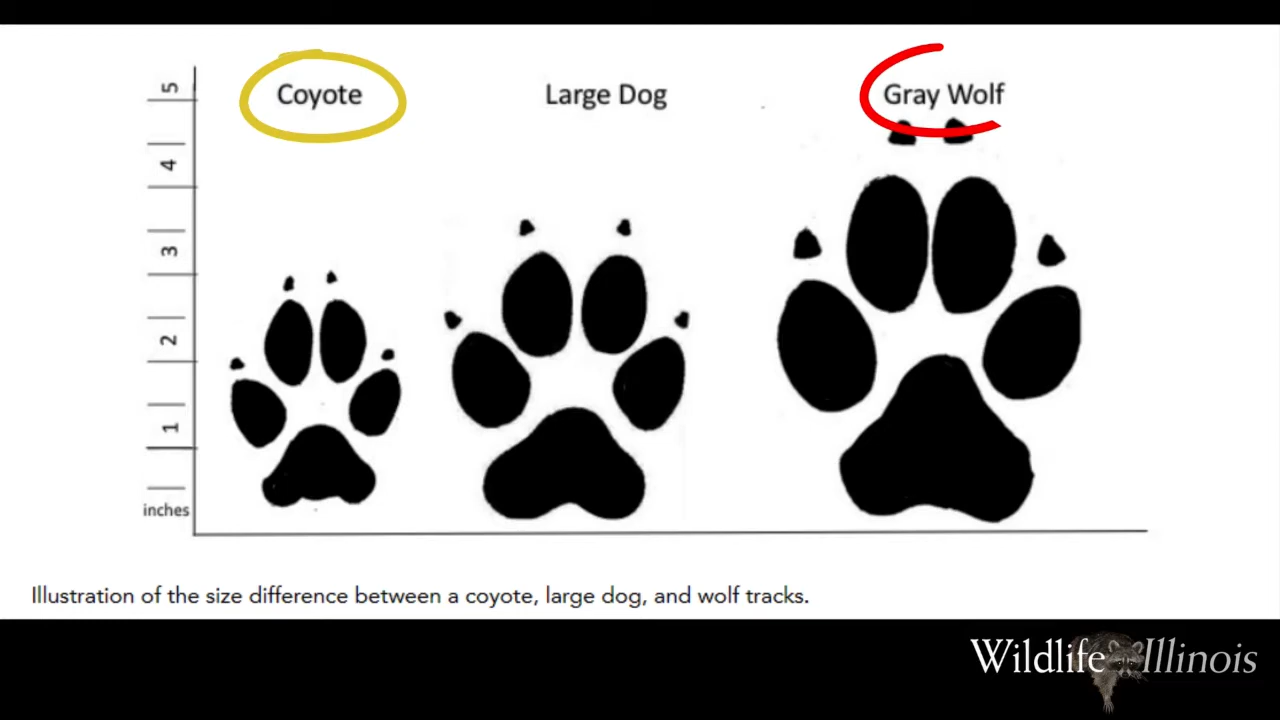 Coyote
Large Dog
Gray Wolf
5
4
3
2
1
inches
Illustration of the size difference between a coyote, large dog, and wolf tracks.
Wildlife Illinois